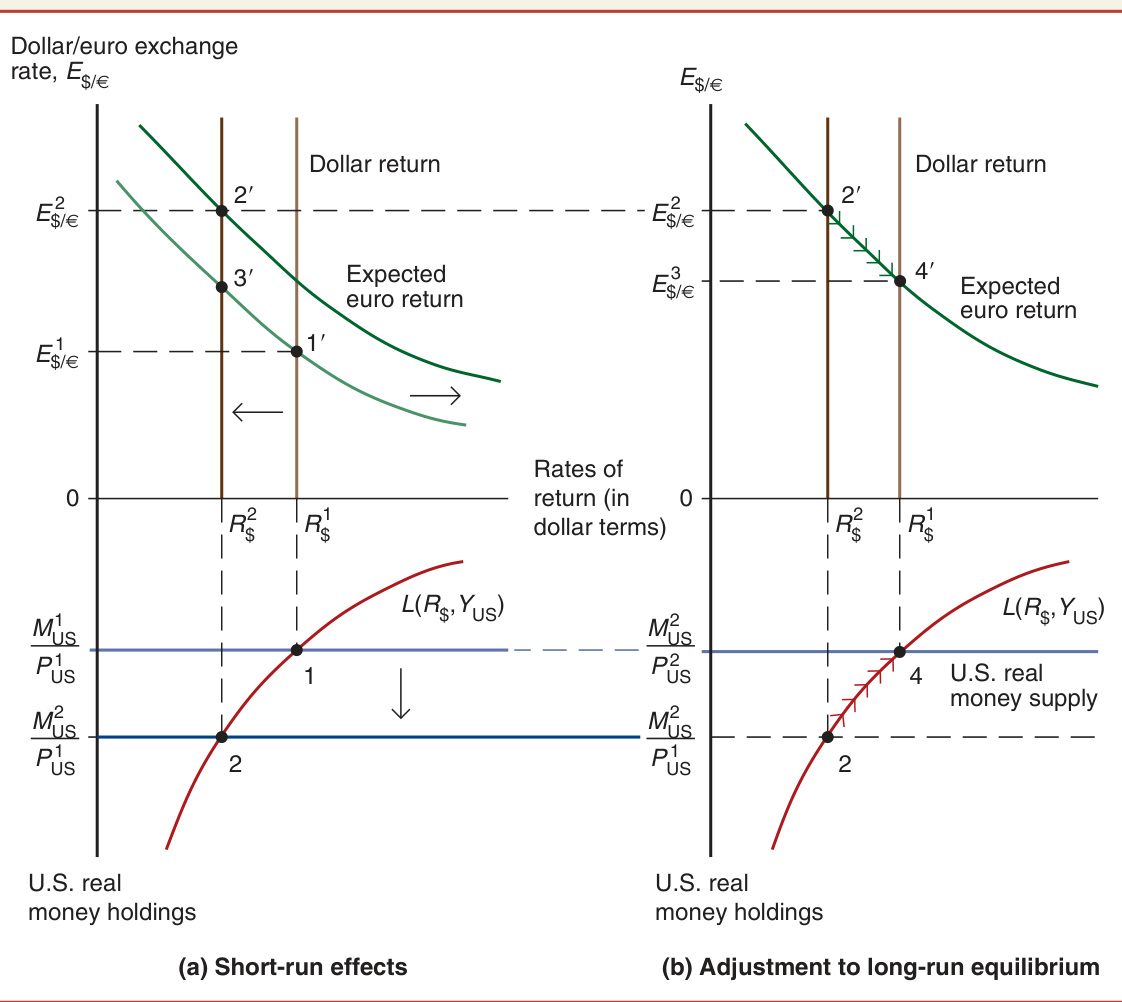 Dollar/euro exchange
rate, E$/€
Dollar return
2′
E²$/€
3′
Expected
euro return
1′
E¹$/€
0
Rates of
return (in
dollar terms)
R²$
R¹$
L(R$, YUS)
M¹US
P¹US
1
M²US
P¹US
2
U.S. real
money holdings
(a) Short-run effects
E$/€
Dollar return
2′
E²$/€
4′
E³$/€
Expected
euro return
0
R²$
R¹$
L(R$, YUS)
M²US
P²US
4
U.S. real
money supply
M²US
P¹US
2
U.S. real
money holdings
(b) Adjustment to long-run equilibrium